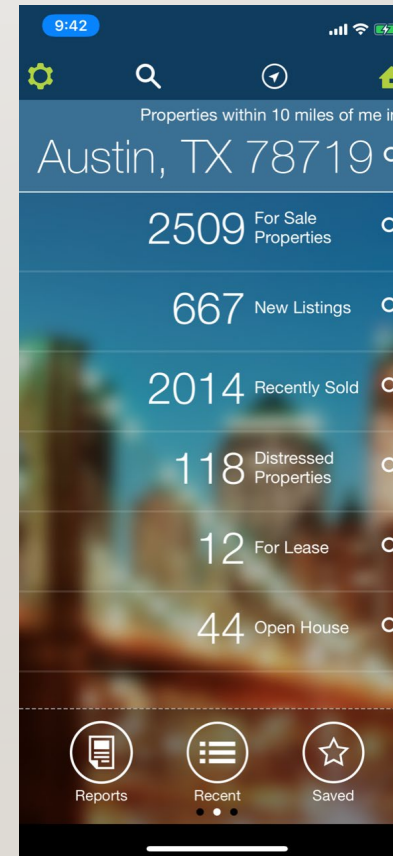 9:42
Properties within 10 miles of me in
Austin, TX 78719
2509 For Sale
Properties
667 New Listings
2014 Recently Sold
118 Distressed
Properties
12 For Lease
44 Open House
Reports Recent Saved